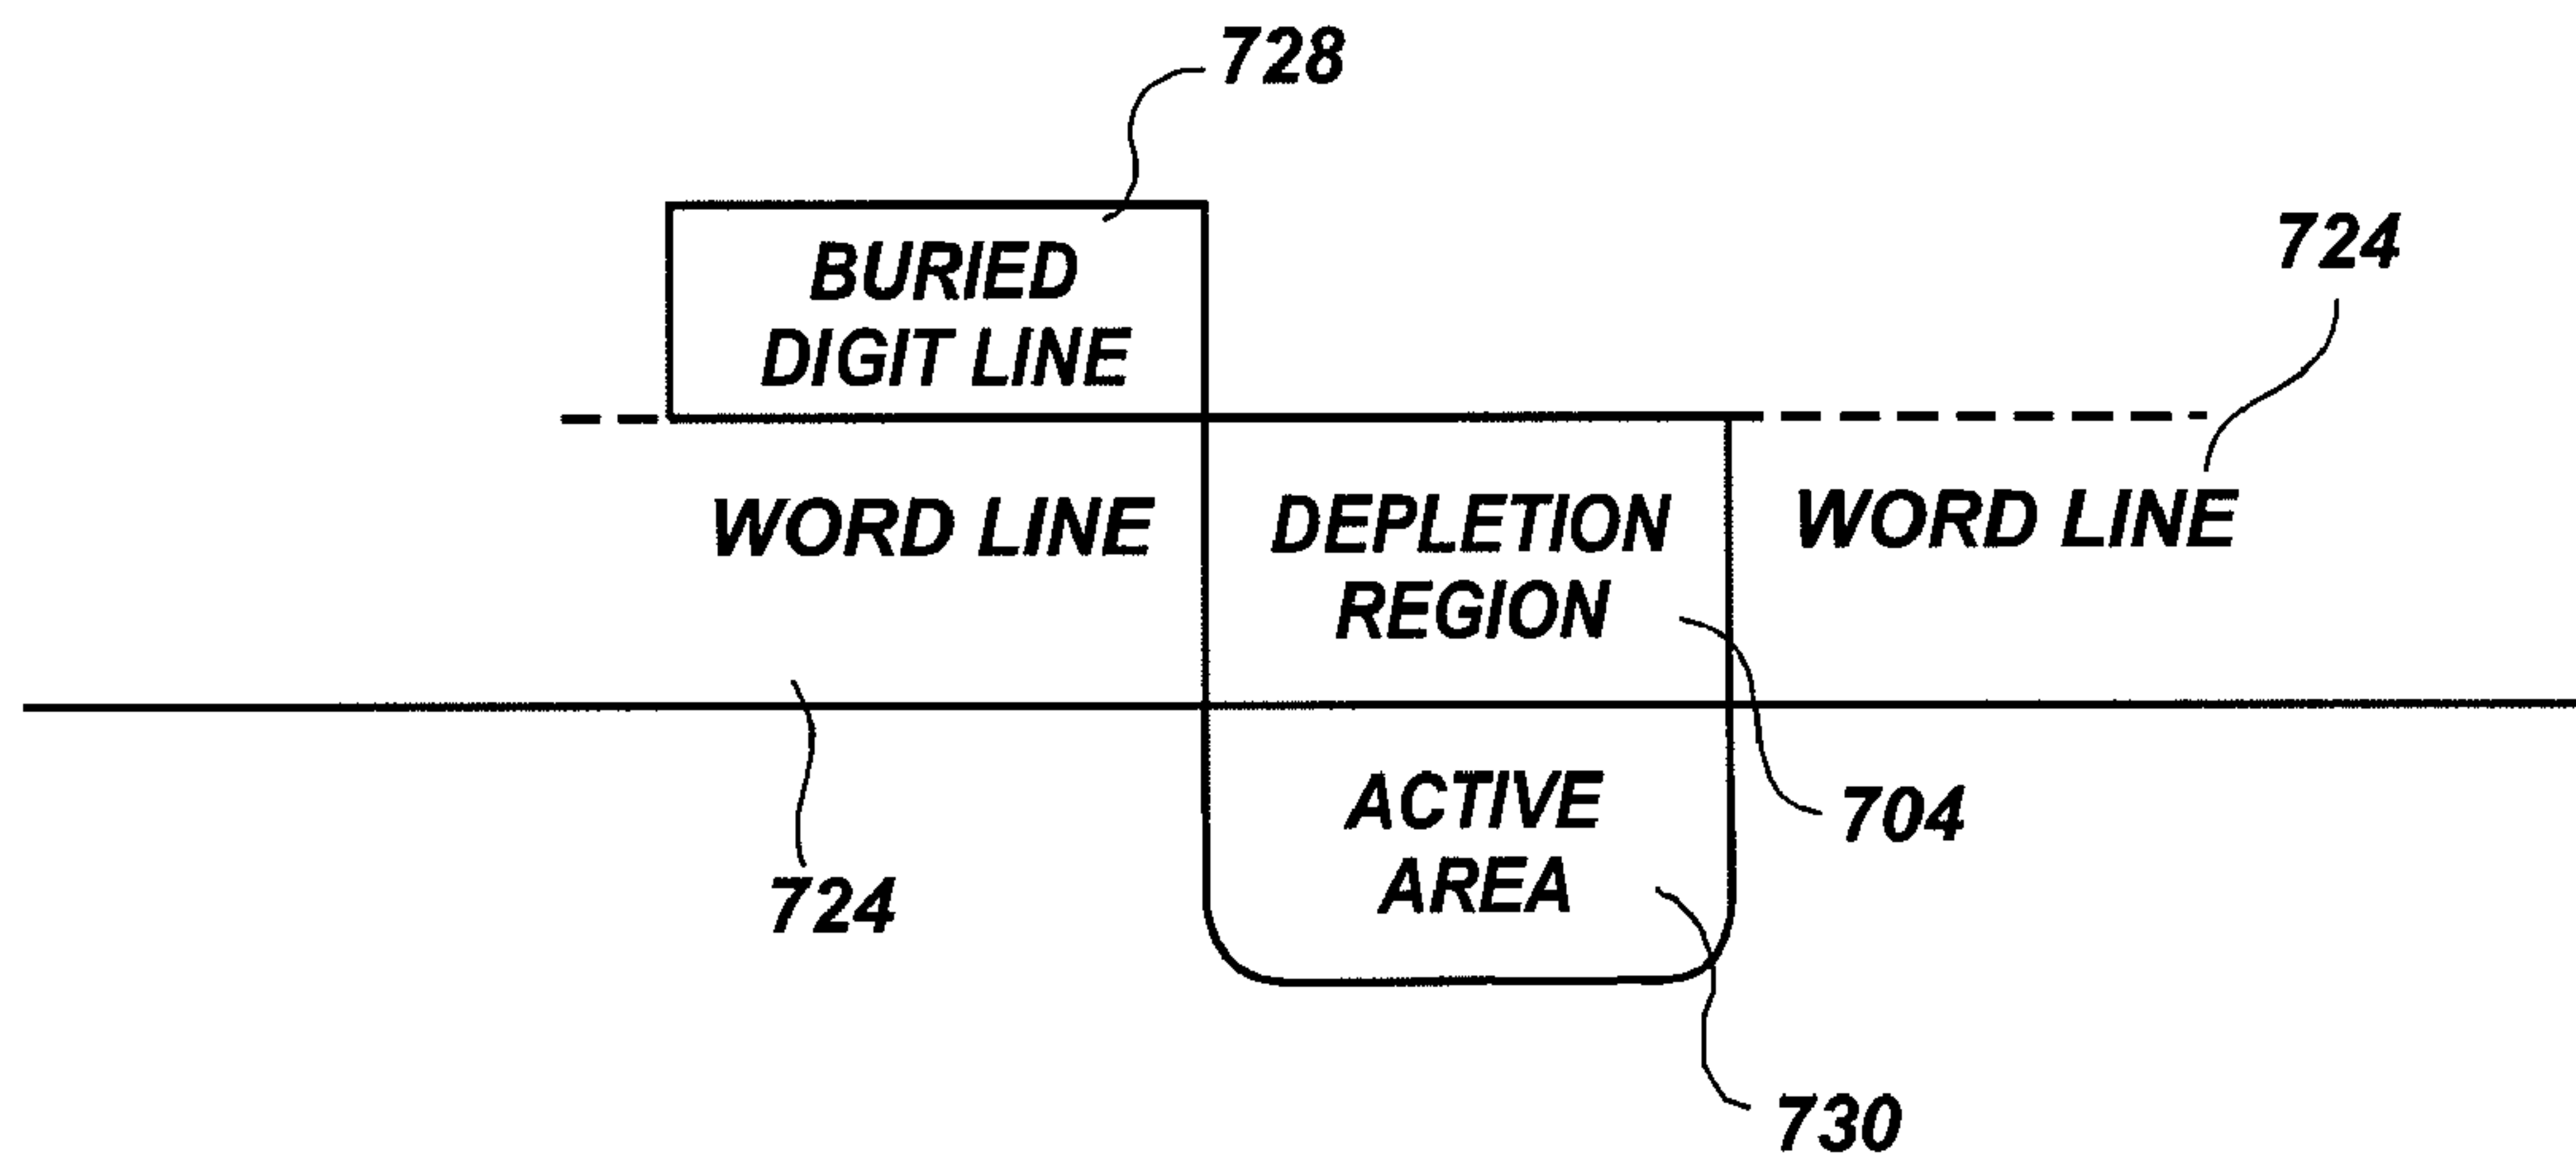 728
BURIED
DIGIT LINE
724
WORD LINE
DEPLETION
REGION
WORD LINE
724
ACTIVE
AREA
704
730